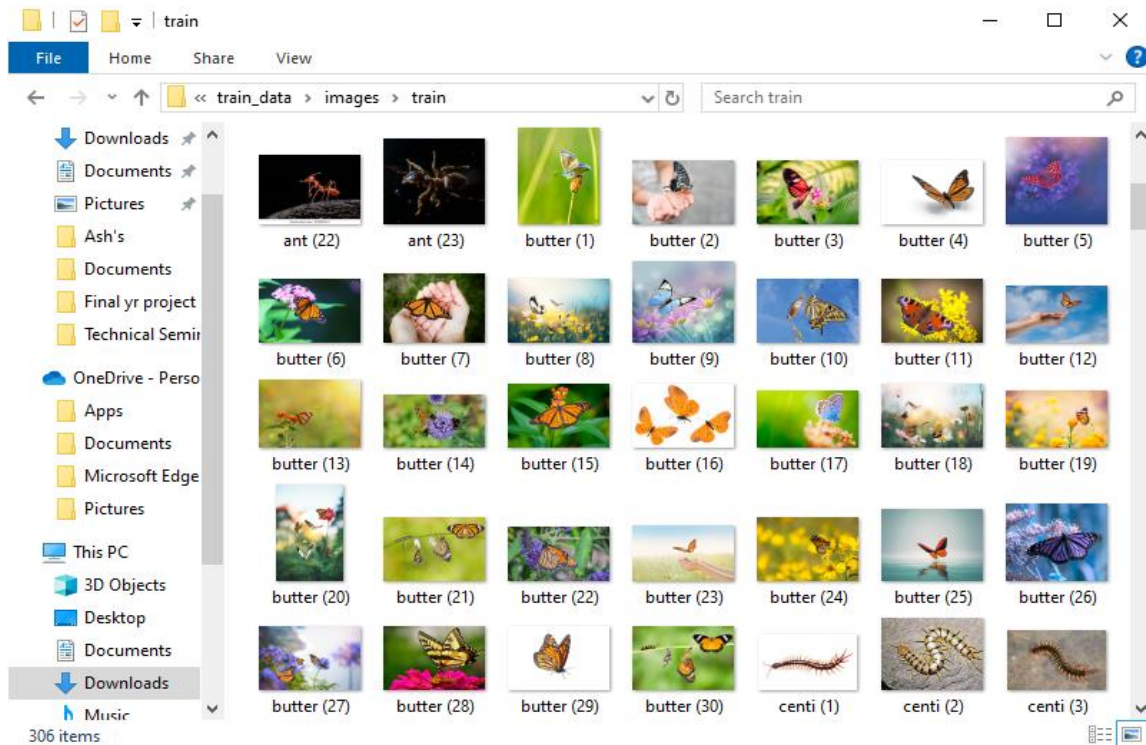 train
File Home Share View
« train_data › images › train
Search train
Downloads
Documents
Pictures
Ash's
Documents
Final yr project
Technical Semir
OneDrive - Perso
Apps
Documents
Microsoft Edge
Pictures
This PC
3D Objects
Desktop
Documents
Downloads
Music
ant (22) ant (23) butter (1) butter (2) butter (3) butter (4) butter (5)
butter (6) butter (7) butter (8) butter (9) butter (10) butter (11) butter (12)
butter (13) butter (14) butter (15) butter (16) butter (17) butter (18) butter (19)
butter (20) butter (21) butter (22) butter (23) butter (24) butter (25) butter (26)
butter (27) butter (28) butter (29) butter (30) centi (1) centi (2) centi (3)
306 items